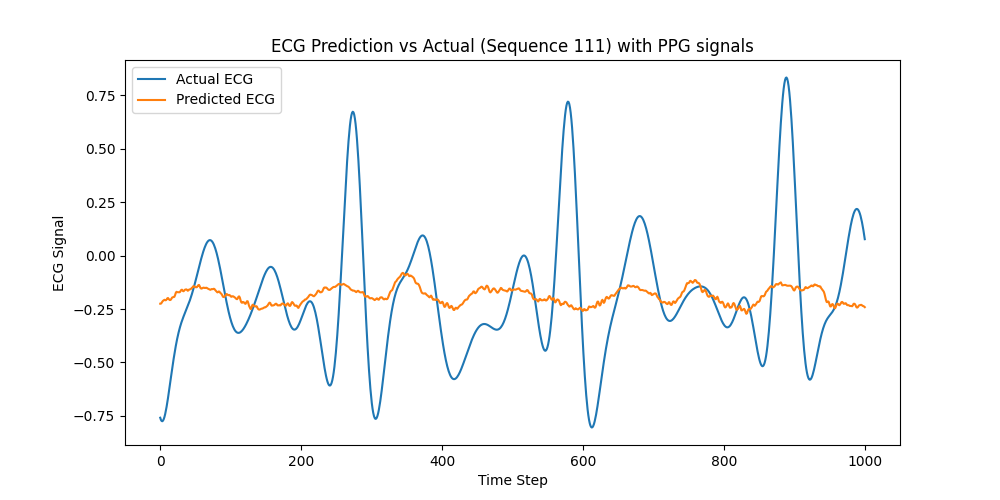 ECG Prediction vs Actual (Sequence 111) with PPG signals
Actual ECG
Predicted ECG
0.75
0.50
0.25
0.00
−0.25
−0.50
−0.75
ECG Signal
0 200 400 600 800 1000
Time Step